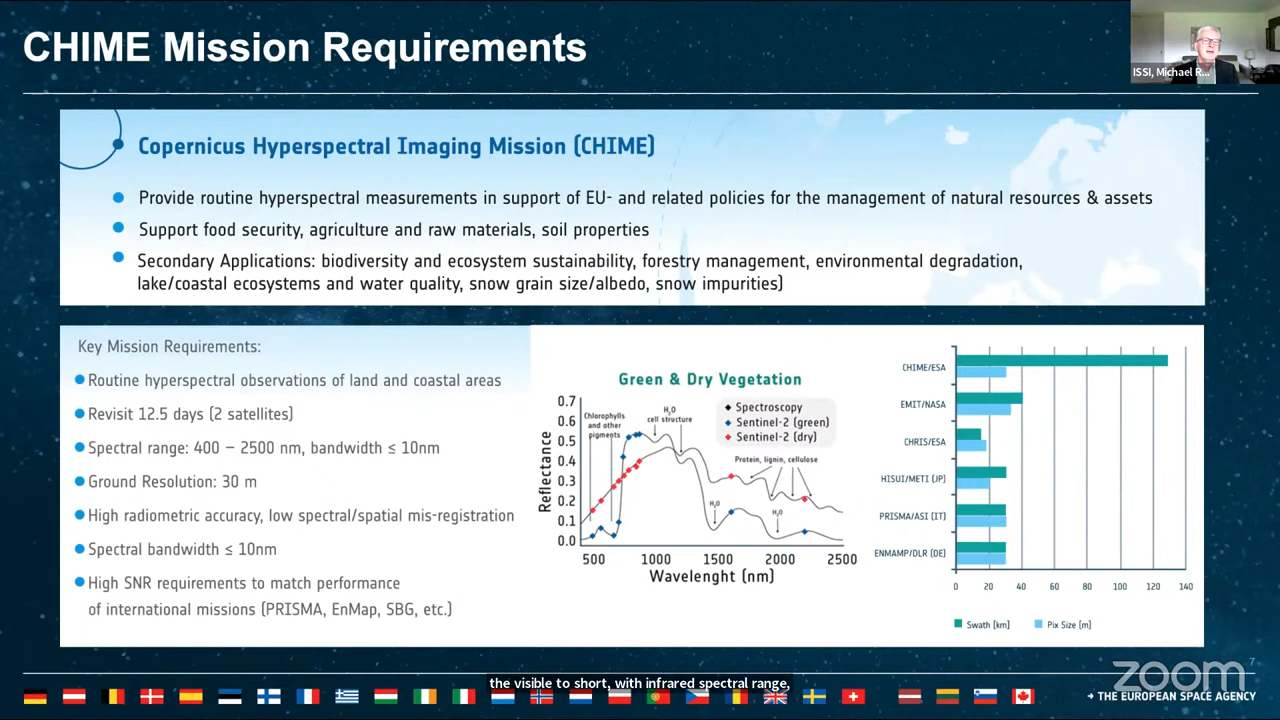 CHIME Mission Requirements
ISSI, Michael R...
Copernicus Hyperspectral Imaging Mission (CHIME)
Provide routine hyperspectral measurements in support of EU- and related policies for the management of natural resources & assets
Support food security, agriculture and raw materials, soil properties
Secondary Applications: biodiversity and ecosystem sustainability, forestry management, environmental degradation,
lake/coastal ecosystems and water quality, snow grain size/albedo, snow impurities)
Key Mission Requirements:
Routine hyperspectral observations of land and coastal areas
Revisit 12.5 days (2 satellites)
Spectral range: 400 – 2500 nm, bandwidth ≤ 10nm
Ground Resolution: 30 m
High radiometric accuracy, low spectral/spatial mis-registration
Spectral bandwidth ≤ 10nm
High SNR requirements to match performance
of international missions (PRISMA, EnMap, SBG, etc.)
Green & Dry Vegetation
0.7
0.6
0.5
0.4
0.3
0.2
0.1
0.0
Reflectance
Chlorophylls
and other
pigments
H₂O
cell structure
Spectroscopy
Sentinel-2 (green)
Sentinel-2 (dry)
Protein, lignin, cellulose
H₂O
H₂O
500 1000 1500 2000 2500
Wavelenght (nm)
CHIME/ESA
EMIT/NASA
CHRIS/ESA
HISUI/METI (JP)
PRISMA/ASI (IT)
ENMAMP/DLR (DE)
0 20 40 60 80 100 120 140
Swath [km] Pix Size [m]
zoom
7
the visible to short, with infrared spectral range,
→ THE EUROPEAN SPACE AGENCY